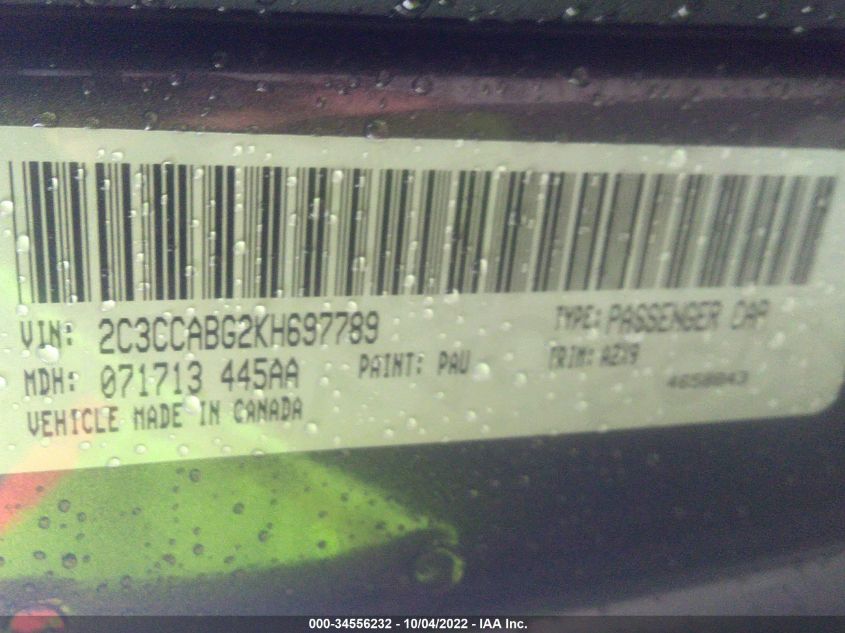 VIN: 2C3CCABG2KH697789 TYPE: PASSENGER CAR
MDH: 071713 445AA PAINT: PAU TRIM: A2X9
VEHICLE MADE IN CANADA 4658843
000-34556232 - 10/04/2022 - IAA Inc.